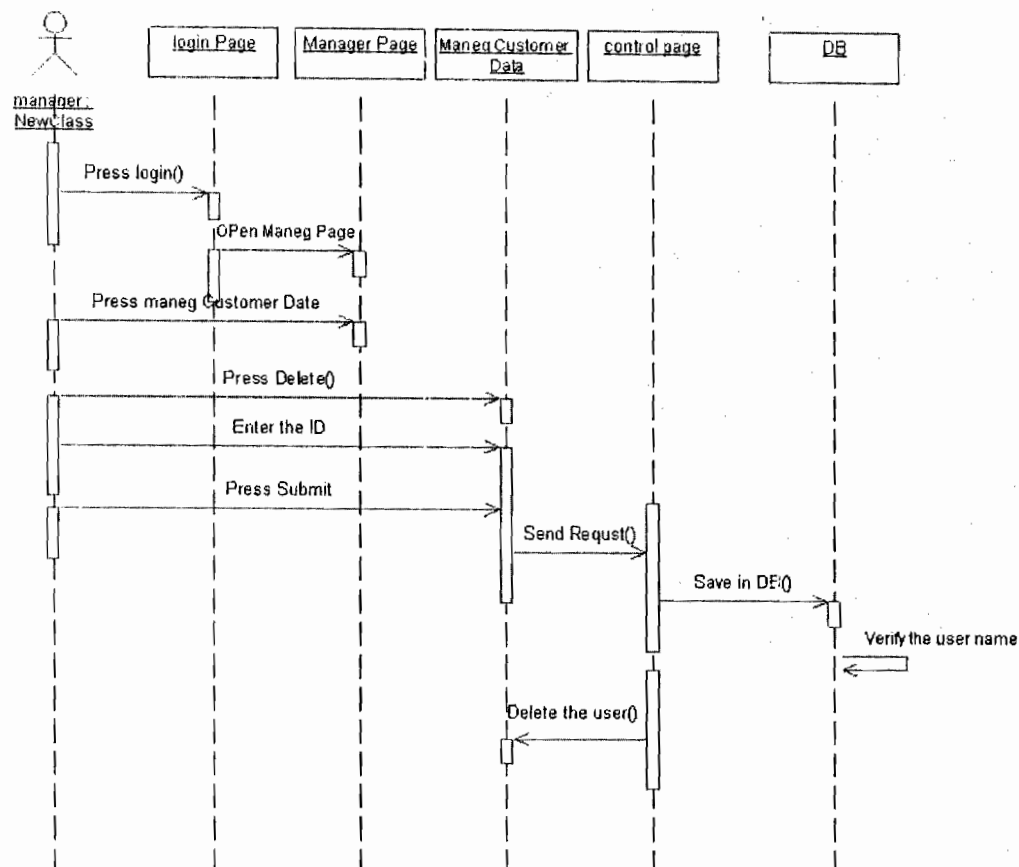 login Page
Manager Page
Maneg Customer
Data
control page
DB
manager:
NewClass
Press login()
OPen Maneg Page
Press maneg Customer Date
Press Delete()
Enter the ID
Press Submit
Send Requst()
Save in DB()
Verify the user name
Delete the user()